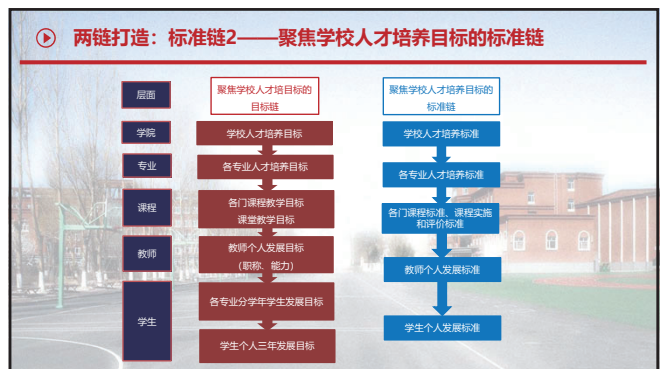 两链打造：标准链2——聚焦学校人才培养目标的标准链
层面
聚焦学校人才培目标的
目标链
聚焦学校人才培养目标的
标准链
学院
学校人才培养目标
学校人才培养标准
专业
各专业人才培养目标
各专业人才培养标准
课程
各门课程教学目标
课堂教学目标
各门课程标准、课程实施
和评价标准
教师
教师个人发展目标
（职称、能力）
教师个人发展标准
学生
各专业分学年学生发展目标
学生个人三年发展目标
学生个人发展标准